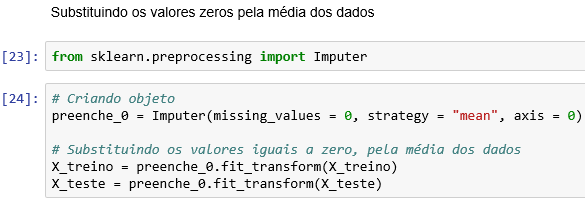 Substituindo os valores zeros pela média dos dados
[23]: from sklearn.preprocessing import Imputer
[24]: # Criando objeto
preenche_0 = Imputer(missing_values = 0, strategy = "mean", axis = 0)
# Substituindo os valores iguais a zero, pela média dos dados
X_treino = preenche_0.fit_transform(X_treino)
X_teste = preenche_0.fit_transform(X_teste)